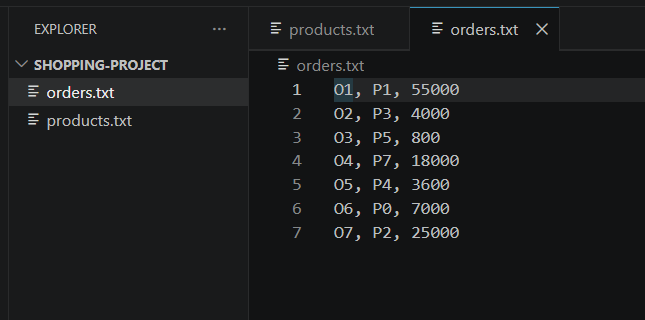 EXPLORER
...
SHOPPING-PROJECT
orders.txt
products.txt
products.txt
orders.txt
orders.txt
1 O1, P1, 55000
2 O2, P3, 4000
3 O3, P5, 800
4 O4, P7, 18000
5 O5, P4, 3600
6 O6, P0, 7000
7 O7, P2, 25000